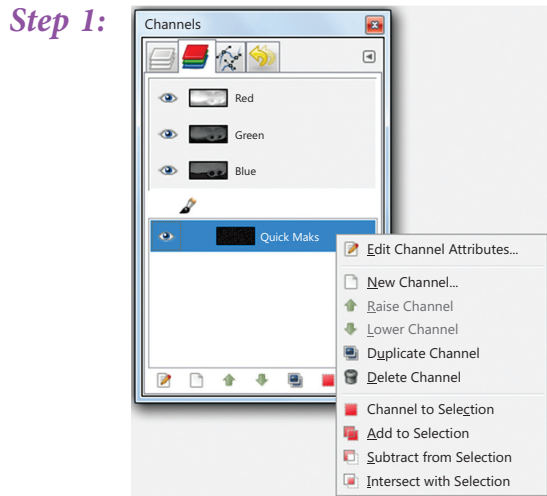 Step 1:
Channels
Red
Green
Blue
Quick Maks
Edit Channel Attributes...
New Channel...
Raise Channel
Lower Channel
Duplicate Channel
Delete Channel
Channel to Selection
Add to Selection
Subtract from Selection
Intersect with Selection